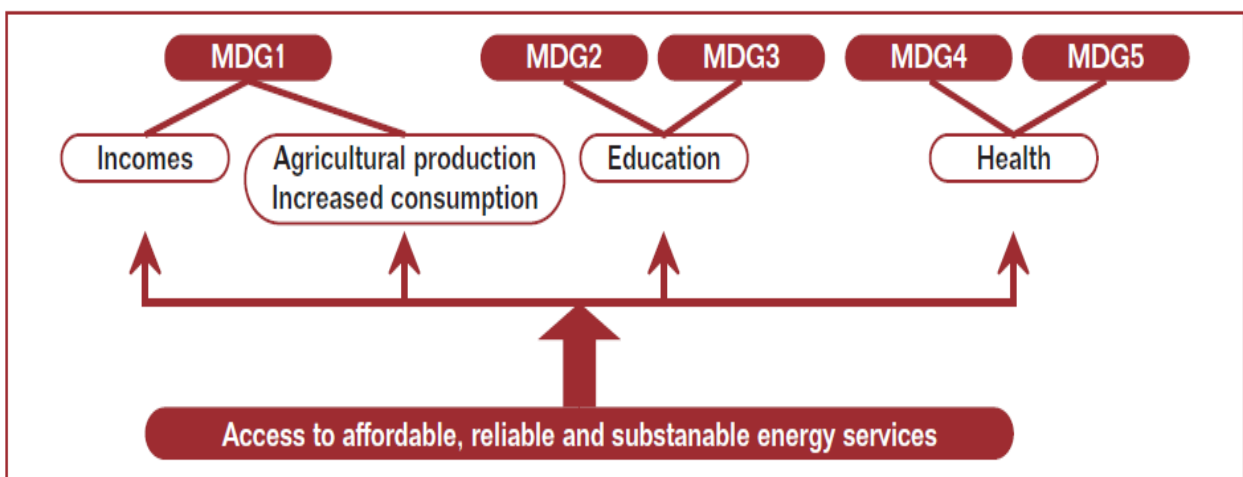 MDG1
MDG2
MDG3
MDG4
MDG5
Incomes
Agricultural production
Increased consumption
Education
Health
Access to affordable, reliable and substanable energy services